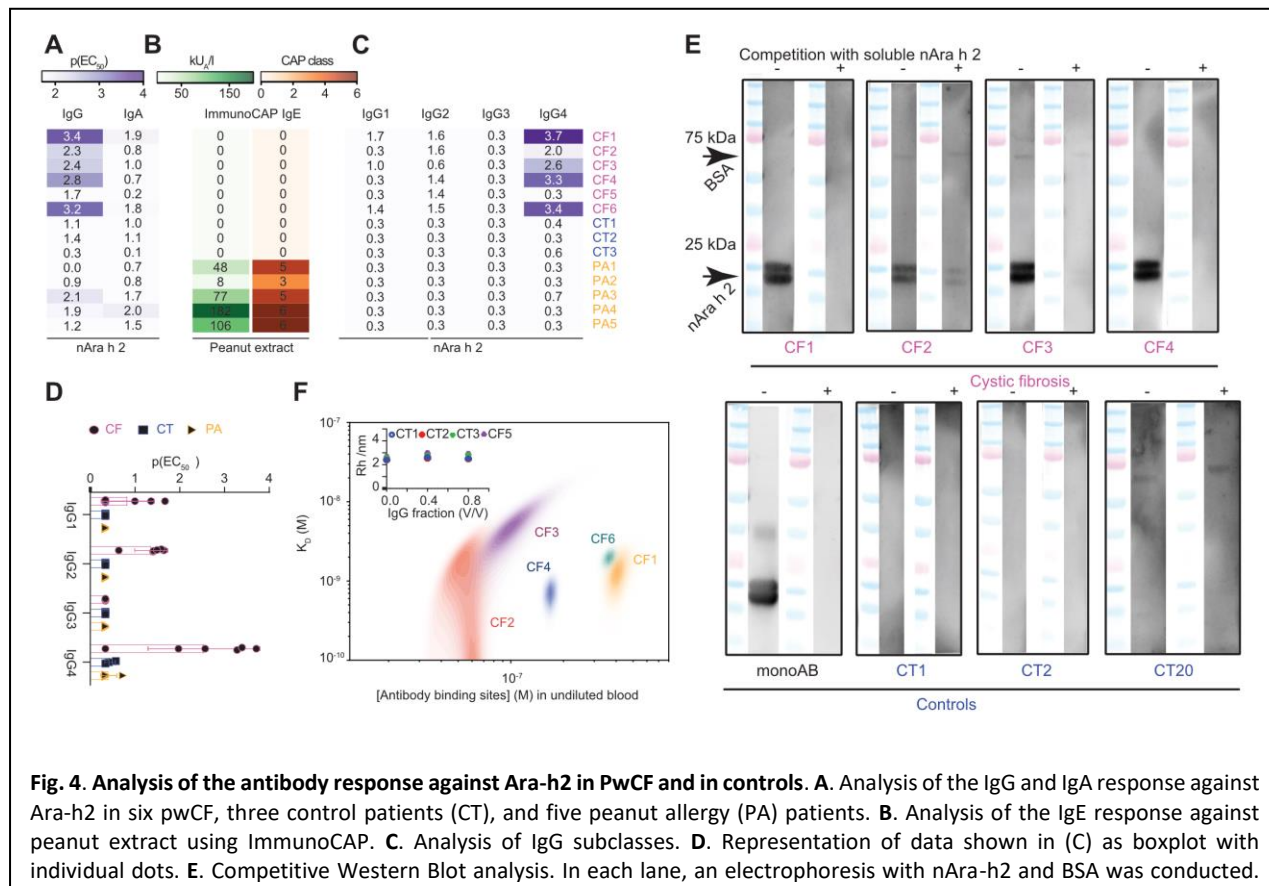 A B C
p(EC50) kUA/l CAP class
2 3 4 50 150 0 2 4 6
IgG IgA ImmunoCAP IgE IgG1 IgG2 IgG3 IgG4
3.4 1.9 0 0 1.7 1.6 0.3 3.7 CF1
2.3 0.8 0 0 0.3 1.6 0.3 2.0 CF2
2.4 1.0 0 0 1.0 0.6 0.3 2.6 CF3
2.8 0.7 0 0 0.3 1.4 0.3 3.3 CF4
1.7 0.2 0 0 0.3 1.4 0.3 0.3 CF5
3.2 1.8 0 0 1.4 1.5 0.3 3.4 CF6
1.1 1.0 0 0 0.3 0.3 0.3 0.4 CT1
1.4 1.1 0 0 0.3 0.3 0.3 0.3 CT2
0.3 0.1 0 0 0.3 0.3 0.3 0.6 CT3
0.0 0.7 48 5 0.3 0.3 0.3 0.3 PA1
0.9 0.8 8 3 0.3 0.3 0.3 0.3 PA2
2.1 1.7 77 5 0.3 0.3 0.3 0.7 PA3
1.9 2.0 182 6 0.3 0.3 0.3 0.3 PA4
1.2 1.5 106 6 0.3 0.3 0.3 0.3 PA5
nAra h 2 Peanut extract nAra h 2
D
CF CT PA
p(EC50)
0 1 2 3 4
IgG1
IgG2
IgG3
IgG4
F
10-7
10-8
10-9
10-10
KD (M)
CT1 CT2 CT3 CF5
Rh /nm
4
2
0
0.0 0.4 0.8
IgG fraction (V/V)
CF3
CF6
CF4 CF1
CF2
10-7
[Antibody binding sites] (M) in undiluted blood
E
Competition with soluble nAra h 2
- + - + - + - +
75 kDa
BSA
25 kDa
nAra h 2
CF1 CF2 CF3 CF4
Cystic fibrosis
- + - + - + - +
monoAB CT1 CT2 CT20
Controls
Fig. 4. Analysis of the antibody response against Ara-h2 in PwCF and in controls. A. Analysis of the IgG and IgA response against
Ara-h2 in six pwCF, three control patients (CT), and five peanut allergy (PA) patients. B. Analysis of the IgE response against
peanut extract using ImmunoCAP. C. Analysis of IgG subclasses. D. Representation of data shown in (C) as boxplot with
individual dots. E. Competitive Western Blot analysis. In each lane, an electrophoresis with nAra-h2 and BSA was conducted.